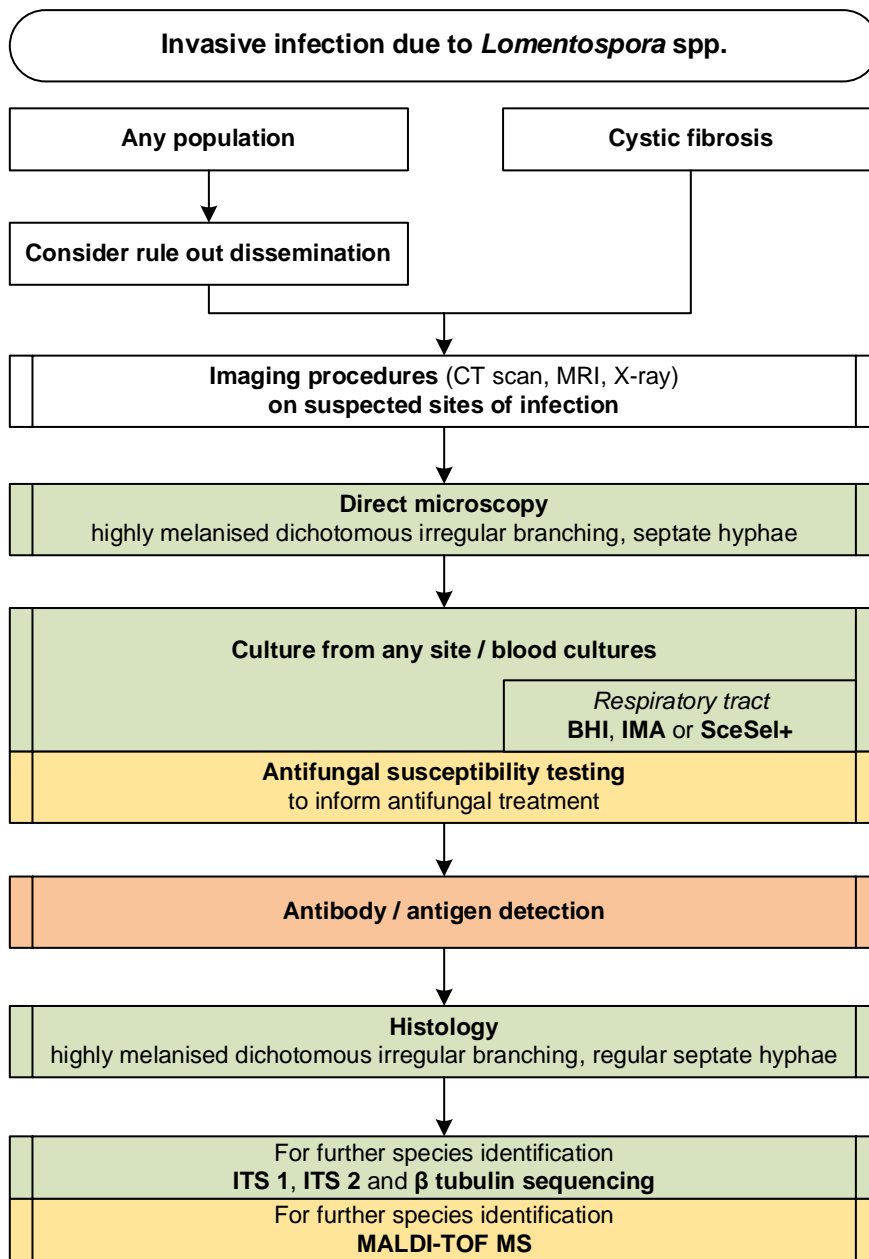 Invasive infection due to Lomentospora spp.
Any population
Cystic fibrosis
Consider rule out dissemination
Imaging procedures (CT scan, MRI, X-ray)
on suspected sites of infection
Direct microscopy
highly melanised dichotomous irregular branching, septate hyphae
Culture from any site / blood cultures
Respiratory tract
BHI, IMA or SceSel+
Antifungal susceptibility testing
to inform antifungal treatment
Antibody / antigen detection
Histology
highly melanised dichotomous irregular branching, regular septate hyphae
For further species identification
ITS 1, ITS 2 and β tubulin sequencing
For further species identification
MALDI-TOF MS